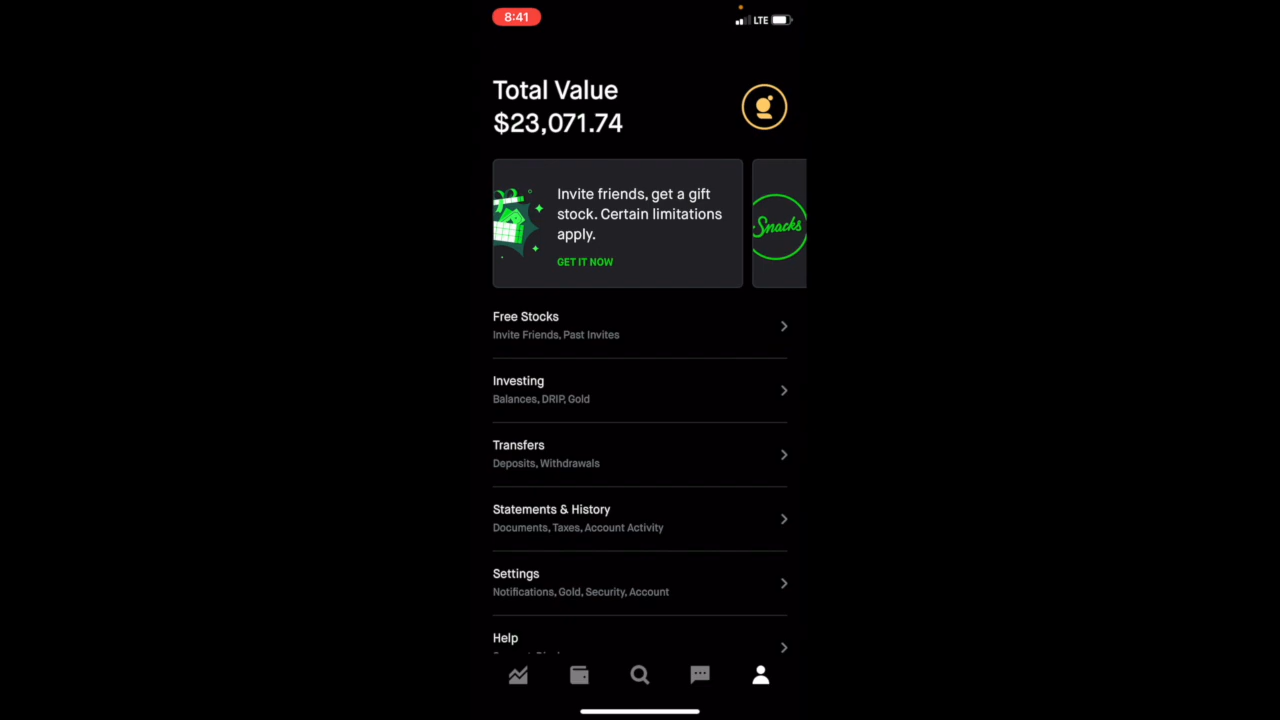 8:41
LTE
Total Value
$23,071.74
Invite friends, get a gift
stock. Certain limitations
apply.
GET IT NOW
Snacks
Free Stocks
Invite Friends, Past Invites
Investing
Balances, DRIP, Gold
Transfers
Deposits, Withdrawals
Statements & History
Documents, Taxes, Account Activity
Settings
Notifications, Gold, Security, Account
Help